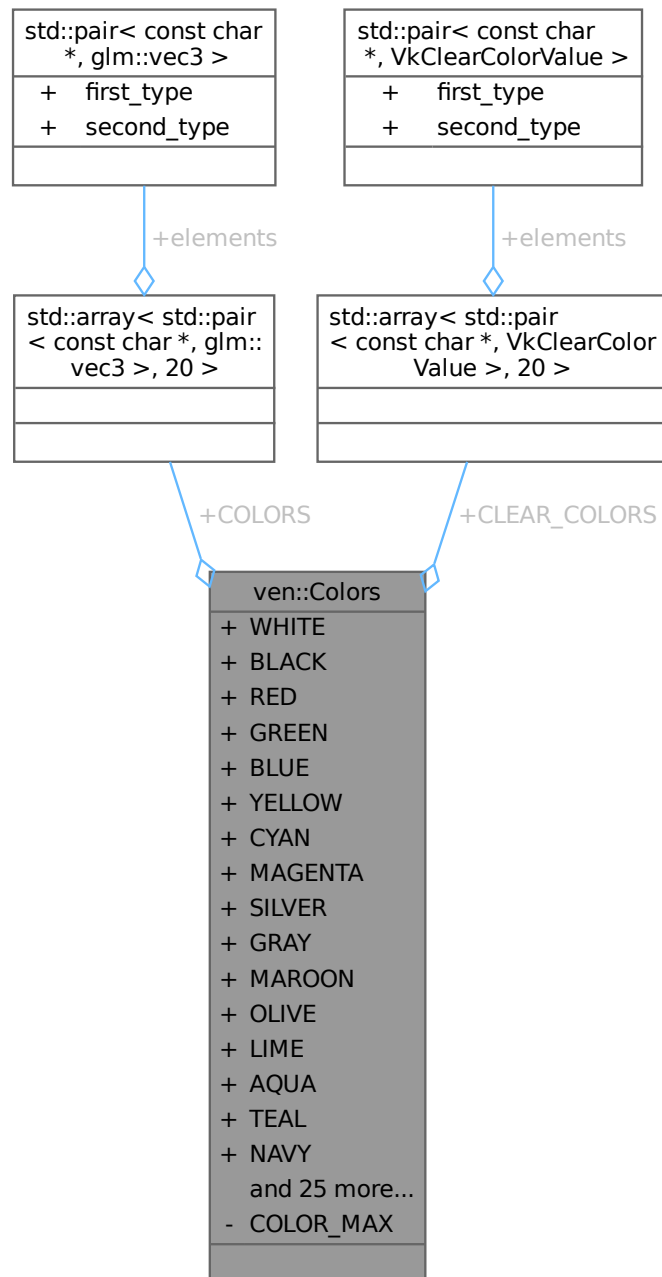 std::pair< const char
*, glm::vec3 >
+ first_type
+ second_type
std::pair< const char
*, VkClearColorValue >
+ first_type
+ second_type
+elements
+elements
std::array< std::pair
< const char *, glm::
vec3 >, 20 >
std::array< std::pair
< const char *, VkClearColor
Value >, 20 >
+COLORS
+CLEAR_COLORS
ven::Colors
+ WHITE
+ BLACK
+ RED
+ GREEN
+ BLUE
+ YELLOW
+ CYAN
+ MAGENTA
+ SILVER
+ GRAY
+ MAROON
+ OLIVE
+ LIME
+ AQUA
+ TEAL
+ NAVY
and 25 more...
- COLOR_MAX